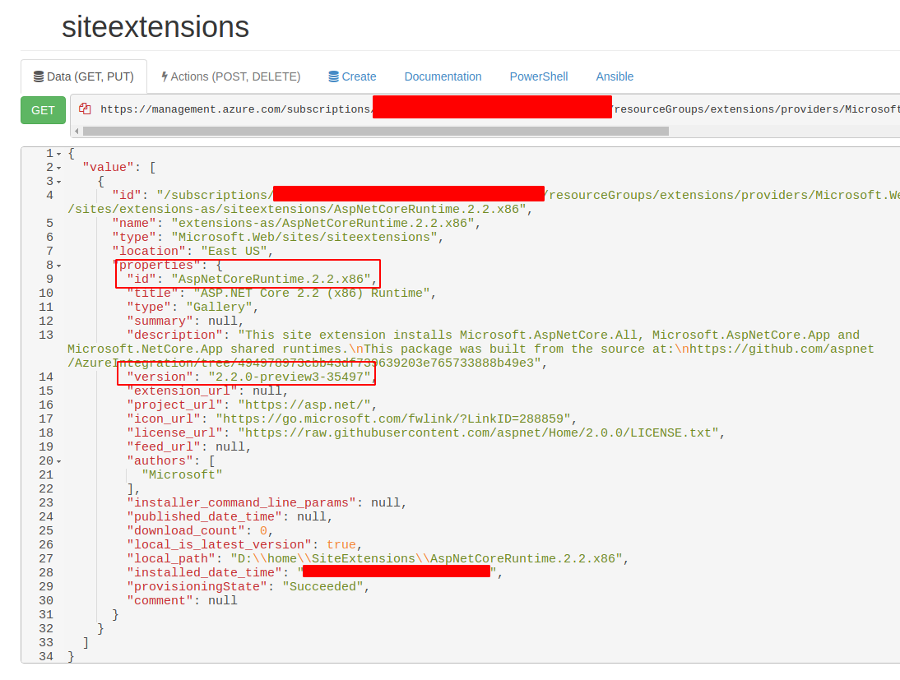 siteextensions
Data (GET, PUT) Actions (POST, DELETE) Create Documentation PowerShell Ansible
GET https://management.azure.com/subscriptions/ /resourceGroups/extensions/providers/Microsoft
1 {
2 "value": [
3 {
4 "id": "/subscriptions/ /resourceGroups/extensions/providers/Microsoft.We
/sites/extensions-as/siteextensions/AspNetCoreRuntime.2.2.x86",
5 "name": "extensions-as/AspNetCoreRuntime.2.2.x86",
6 "type": "Microsoft.Web/sites/siteextensions",
7 "location": "East US",
8 "properties": {
9 "id": "AspNetCoreRuntime.2.2.x86",
10 "title": "ASP.NET Core 2.2 (x86) Runtime",
11 "type": "Gallery",
12 "summary": null,
13 "description": "This site extension installs Microsoft.AspNetCore.All, Microsoft.AspNetCore.App and
Microsoft.NetCore.App shared runtimes.\nThis package was built from the source at:\nhttps://github.com/aspnet
/AzureIntegration/tree/494978973cbb43df739639203e765733888b49e3",
14 "version": "2.2.0-preview3-35497",
15 "extension_url": null,
16 "project_url": "https://asp.net/",
17 "icon_url": "https://go.microsoft.com/fwlink/?LinkID=288859",
18 "license_url": "https://raw.githubusercontent.com/aspnet/Home/2.0.0/LICENSE.txt",
19 "feed_url": null,
20 "authors": [
21 "Microsoft"
22 ],
23 "installer_command_line_params": null,
24 "published_date_time": null,
25 "download_count": 0,
26 "local_is_latest_version": true,
27 "local_path": "D:\\home\\SiteExtensions\\AspNetCoreRuntime.2.2.x86",
28 "installed_date_time": " ",
29 "provisioningState": "Succeeded",
30 "comment": null
31 }
32 }
33 ]
34 }